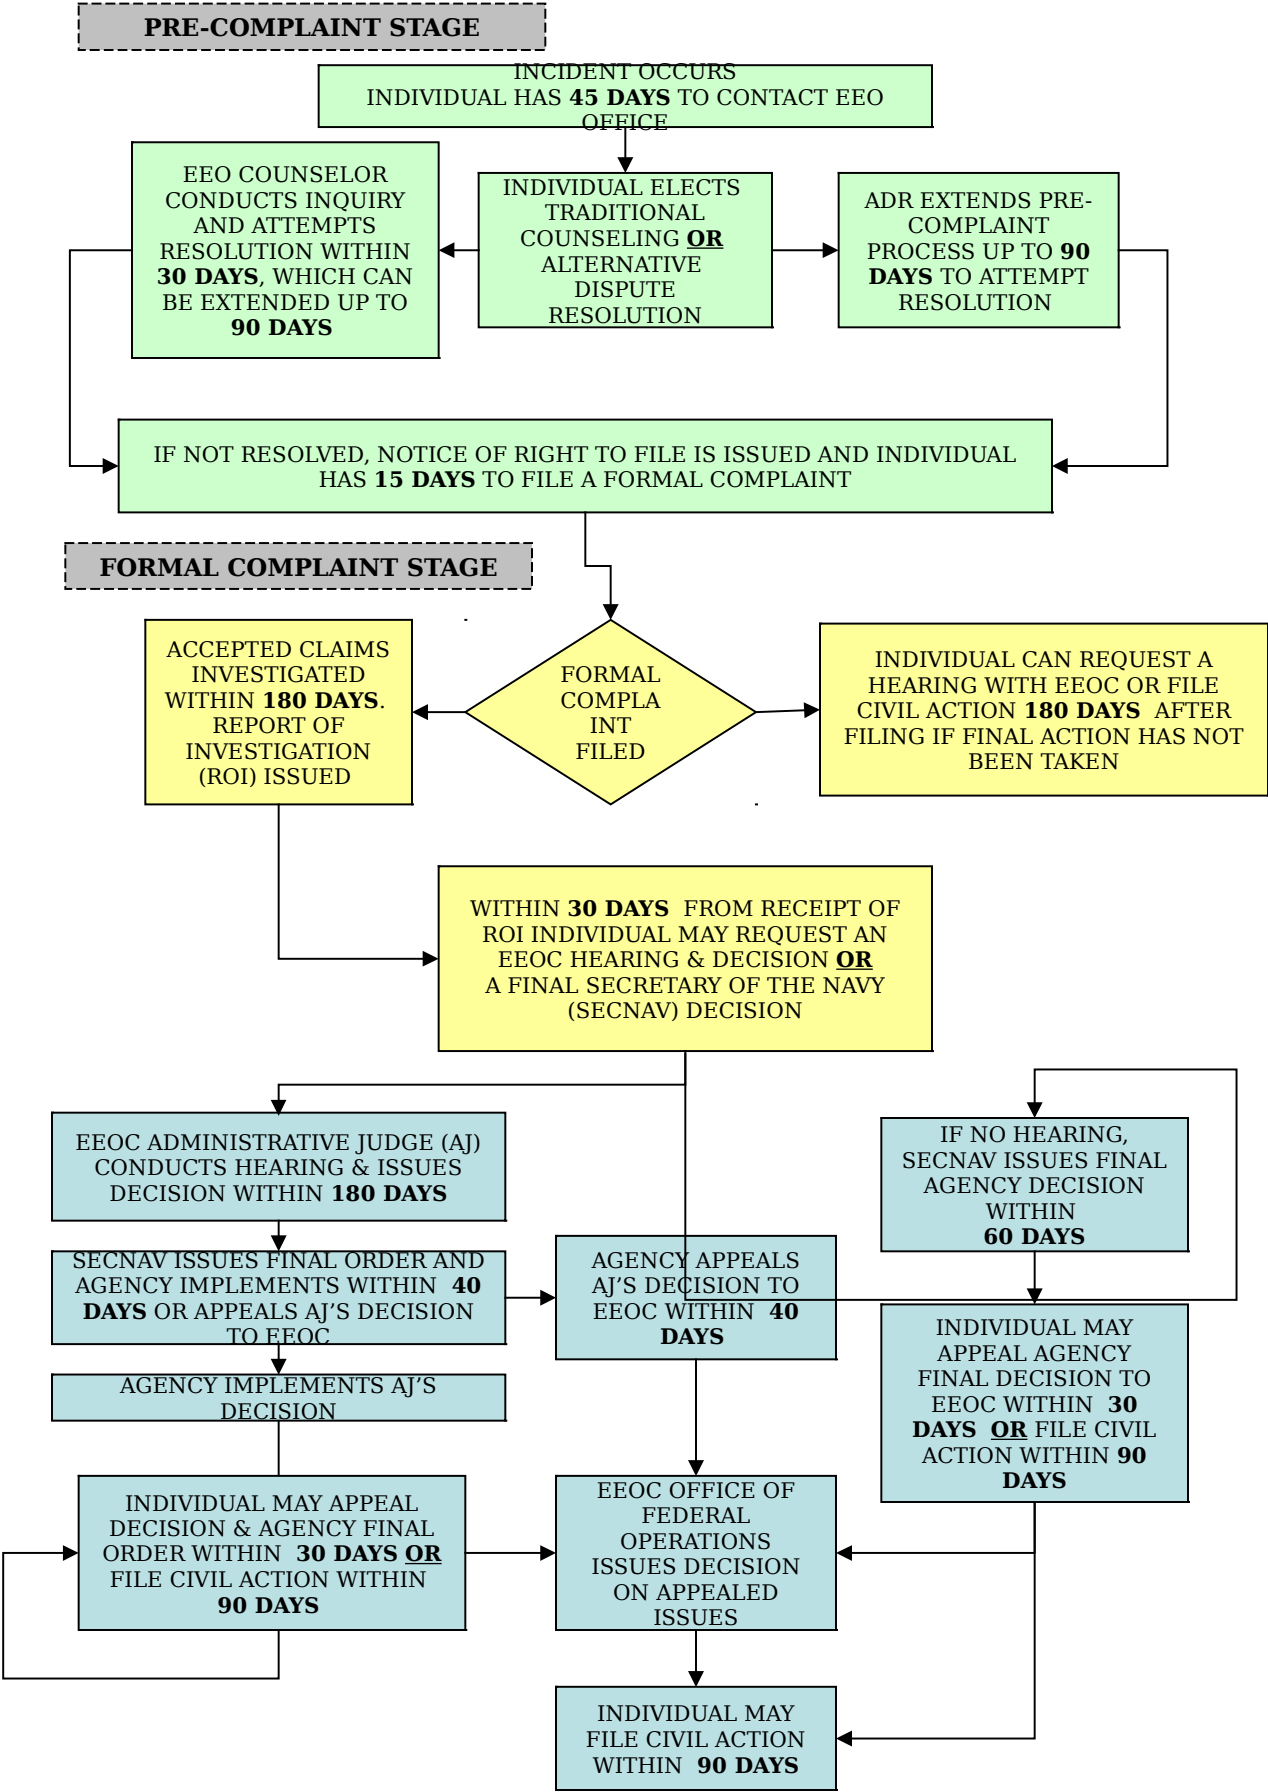 PRE-COMPLAINT STAGE
INCIDENT OCCURS
INDIVIDUAL HAS 45 DAYS TO CONTACT EEO
OFFICE
EEO COUNSELOR
CONDUCTS INQUIRY
AND ATTEMPTS
RESOLUTION WITHIN
30 DAYS, WHICH CAN
BE EXTENDED UP TO
90 DAYS
INDIVIDUAL ELECTS
TRADITIONAL
COUNSELING OR
ALTERNATIVE
DISPUTE
RESOLUTION
ADR EXTENDS PRE-
COMPLAINT
PROCESS UP TO 90
DAYS TO ATTEMPT
RESOLUTION
IF NOT RESOLVED, NOTICE OF RIGHT TO FILE IS ISSUED AND INDIVIDUAL
HAS 15 DAYS TO FILE A FORMAL COMPLAINT
FORMAL COMPLAINT STAGE
ACCEPTED CLAIMS
INVESTIGATED
WITHIN 180 DAYS.
REPORT OF
INVESTIGATION
(ROI) ISSUED
FORMAL
COMPLA
INT
FILED
INDIVIDUAL CAN REQUEST A
HEARING WITH EEOC OR FILE
CIVIL ACTION 180 DAYS AFTER
FILING IF FINAL ACTION HAS NOT
BEEN TAKEN
WITHIN 30 DAYS FROM RECEIPT OF
ROI INDIVIDUAL MAY REQUEST AN
EEOC HEARING & DECISION OR
A FINAL SECRETARY OF THE NAVY
(SECNAV) DECISION
EEOC ADMINISTRATIVE JUDGE (AJ)
CONDUCTS HEARING & ISSUES
DECISION WITHIN 180 DAYS
IF NO HEARING,
SECNAV ISSUES FINAL
AGENCY DECISION
WITHIN
60 DAYS
SECNAV ISSUES FINAL ORDER AND
AGENCY IMPLEMENTS WITHIN 40
DAYS OR APPEALS AJ'S DECISION
TO EEOC
AGENCY APPEALS
AJ'S DECISION TO
EEOC WITHIN 40
DAYS
INDIVIDUAL MAY
APPEAL AGENCY
FINAL DECISION TO
EEOC WITHIN 30
DAYS OR FILE CIVIL
ACTION WITHIN 90
DAYS
AGENCY IMPLEMENTS AJ'S
DECISION
INDIVIDUAL MAY APPEAL
DECISION & AGENCY FINAL
ORDER WITHIN 30 DAYS OR
FILE CIVIL ACTION WITHIN
90 DAYS
EEOC OFFICE OF
FEDERAL
OPERATIONS
ISSUES DECISION
ON APPEALED
ISSUES
INDIVIDUAL MAY
FILE CIVIL ACTION
WITHIN 90 DAYS